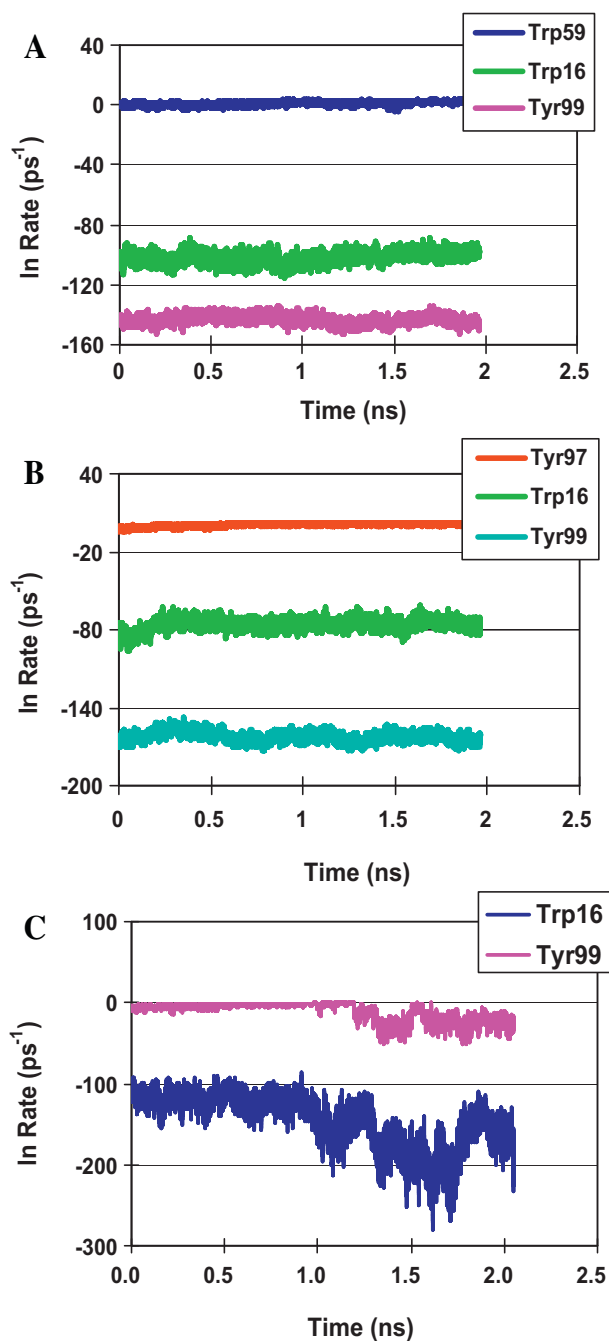 A
Trp59
Trp16
Tyr99
40
0
-40
-80
-120
-160
ln Rate (ps-1)
0 0.5 1 1.5 2 2.5
Time (ns)
B
Tyr97
Trp16
Tyr99
40
-20
-80
-140
-200
ln Rate (ps-1)
0 0.5 1 1.5 2 2.5
Time (ns)
C
Trp16
Tyr99
100
0
-100
-200
-300
ln Rate (ps-1)
0.0 0.5 1.0 1.5 2.0 2.5
Time (ns)